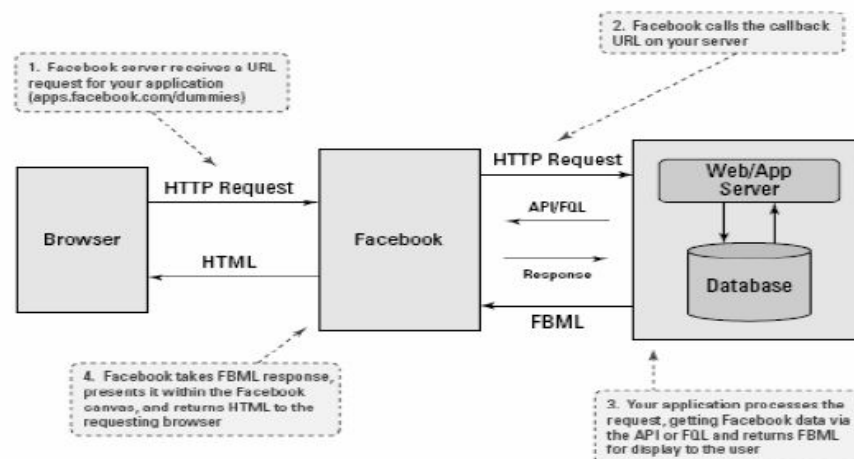 2. Facebook calls the callback
URL on your server
1. Facebook server receives a URL
request for your application
(apps.facebook.com/dummies)
HTTP Request
HTTP Request
Web/App
Server
API/FQL
Browser
Facebook
HTML
Response
Database
FBML
4. Facebook takes FBML response,
presents it within the Facebook
canvas, and returns HTML to the
requesting browser
3. Your application processes the
request, getting Facebook data via
the API or FQL and returns FBML
for display to the user